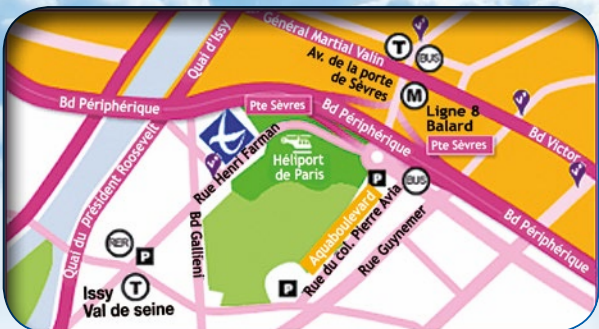 Quai d'Issy
Général Martial Valin
T
BUS
Av. de la porte
de Sèvres
M
Ligne 8
Balard
Bd Périphérique
Pte Sèvres
Bd Périphérique
Pte Sèvres
Bd Victor
Quai du président Roosevelt
Rue Henri Farman
Héliport
de Paris
P
BUS
Bd Périphérique
Aquaboulevard
Rue du col. Pierre Avia
Rue Guynemer
Bd Gallieni
RER
P
Issy
T
Val de seine
P